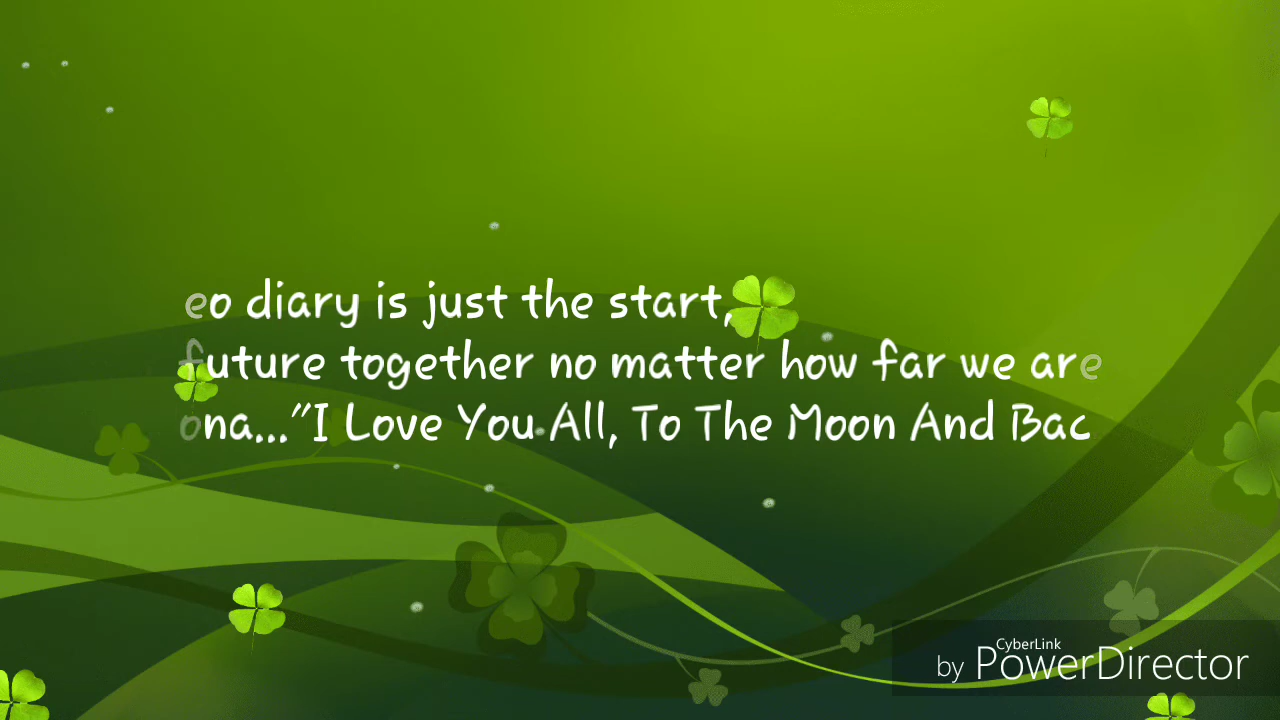 eo diary is just the start,
future together no matter how far we are
ona..."I Love You All, To The Moon And Bac
CyberLink
by PowerDirector